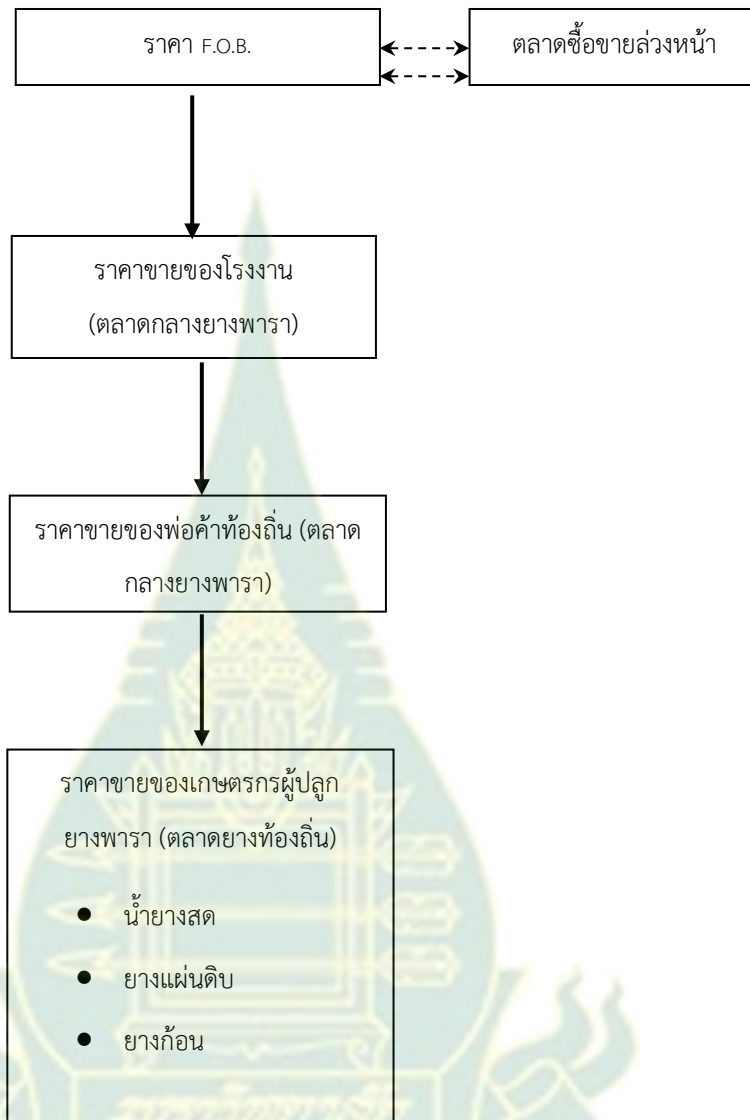 ราคา F.O.B.
ตลาดซื้อขายล่วงหน้า
ราคาขายของโรงงาน
(ตลาดกลางยางพารา)
ราคาขายของพ่อค้าท้องถิ่น (ตลาด
กลางยางพารา)
ราคาขายของเกษตรกรผู้ปลูก
ยางพารา (ตลาดยางท้องถิ่น)
● น้ำยางสด
● ยางแผ่นดิบ
● ยางก้อน